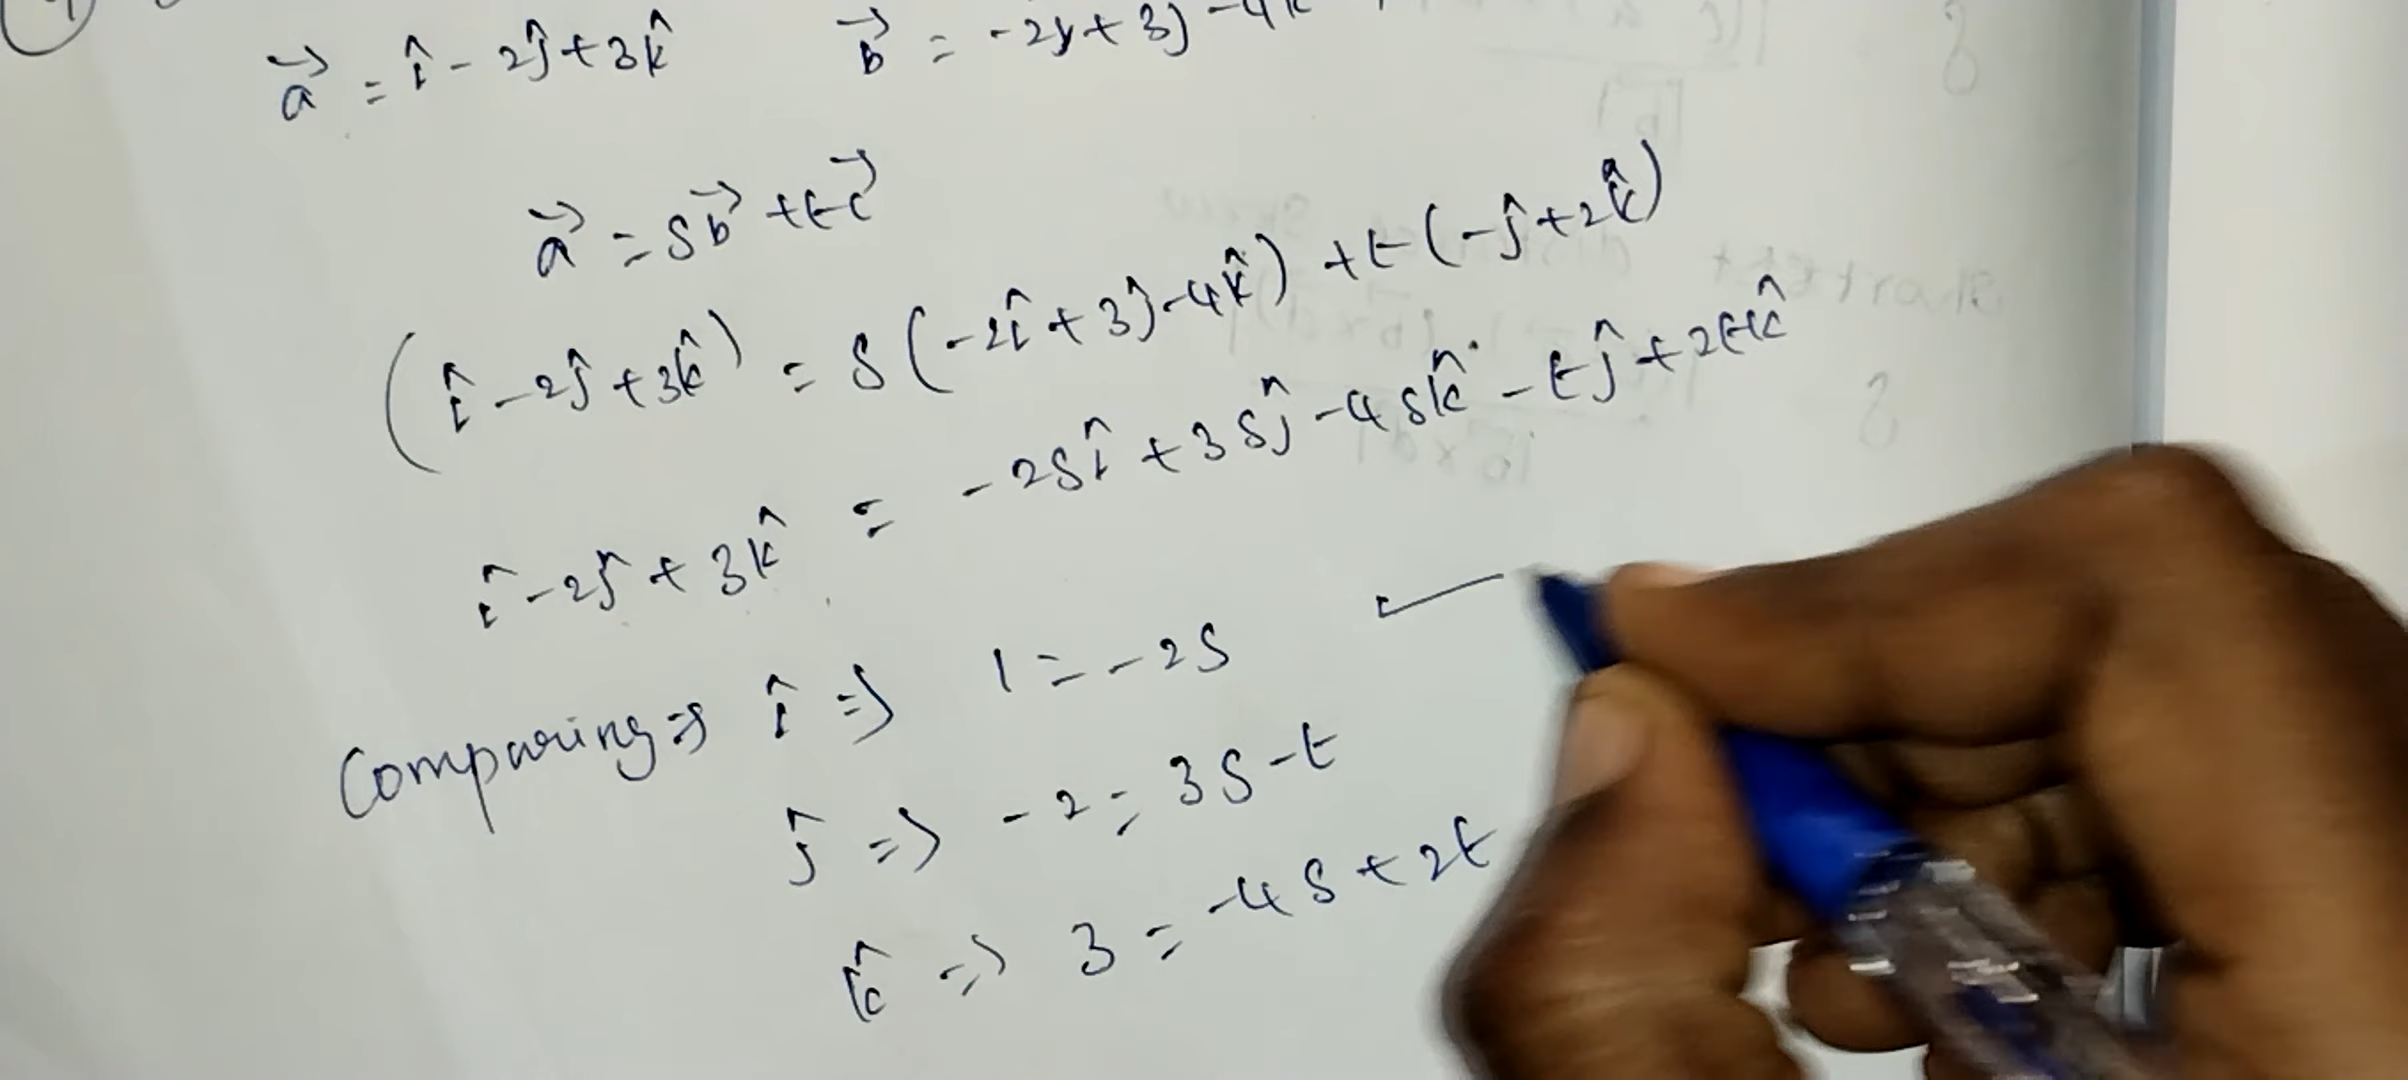 a⃗ = î - 2ĵ + 3k̂ b⃗ = -2î + 3ĵ - 4k̂
a⃗ = sb⃗ + tc⃗
(î - 2ĵ + 3k̂) = s(-2î + 3ĵ - 4k̂) + t(-ĵ + 2k̂)
î - 2ĵ + 3k̂ = -2sî + 3sĵ - 4sk̂ - tĵ + 2tk̂
Comparing ⇒ î ⇒ 1 = -2s
ĵ ⇒ -2 = 3s - t
k̂ ⇒ 3 = -4s + 2t